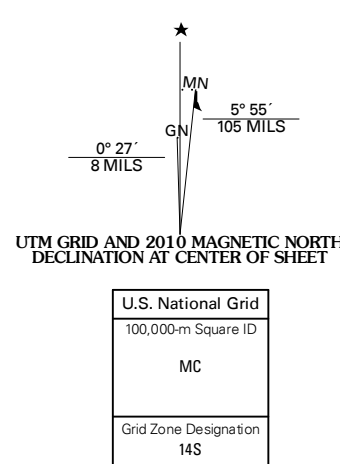 ★
MN
5° 55´
105 MILS
GN
0° 27´
8 MILS
UTM GRID AND 2010 MAGNETIC NORTH
DECLINATION AT CENTER OF SHEET
U.S. National Grid
100,000-m Square ID
MC
Grid Zone Designation
14S